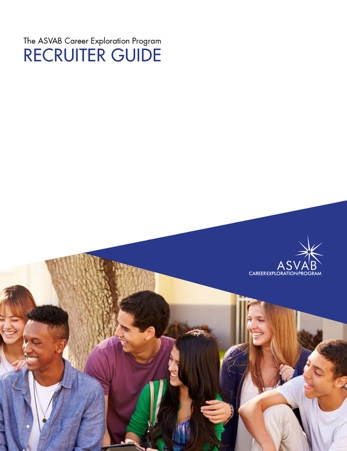 The ASVAB Career Exploration Program
RECRUITER GUIDE
ASVAB
CAREER EXPLORATION PROGRAM